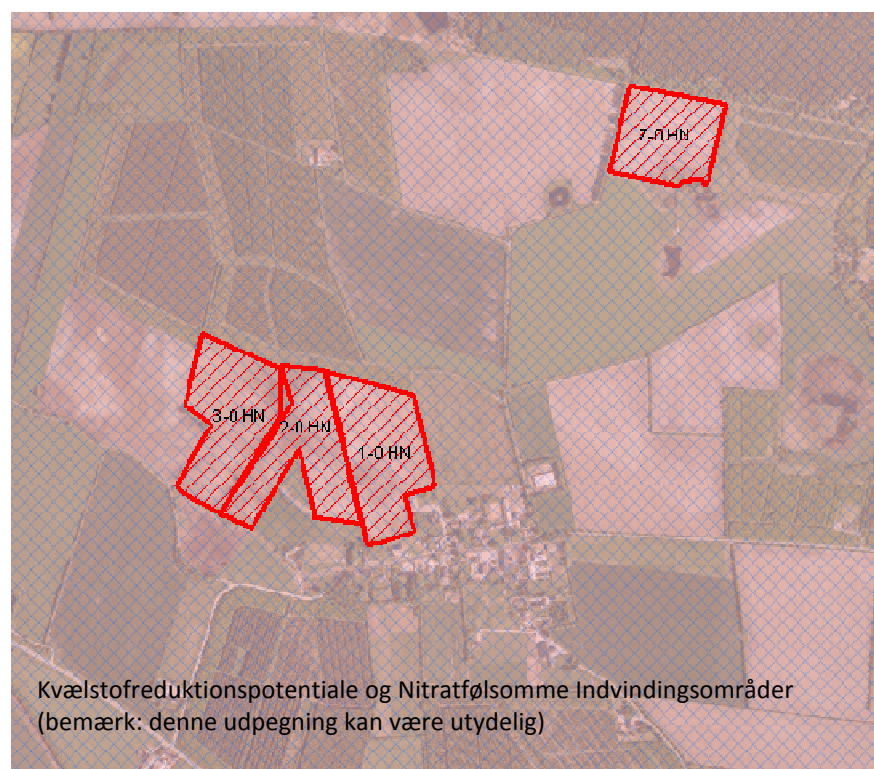 7-0 HN
3-0 HN
2-0 HN
1-0 HN
Kvælstofreduktionspotentiale og Nitratfølsomme Indvindingsområder
(bemærk: denne udpegning kan være utydelig)